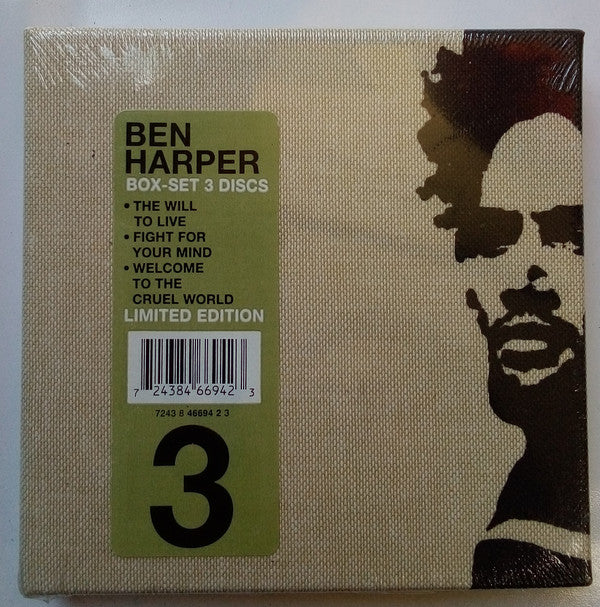 BEN
HARPER
BOX-SET 3 DISCS
• THE WILL
TO LIVE
• FIGHT FOR
YOUR MIND
• WELCOME
TO THE
CRUEL WORLD
LIMITED EDITION
7 24384 66942 3
7243 8 46694 2 3
3